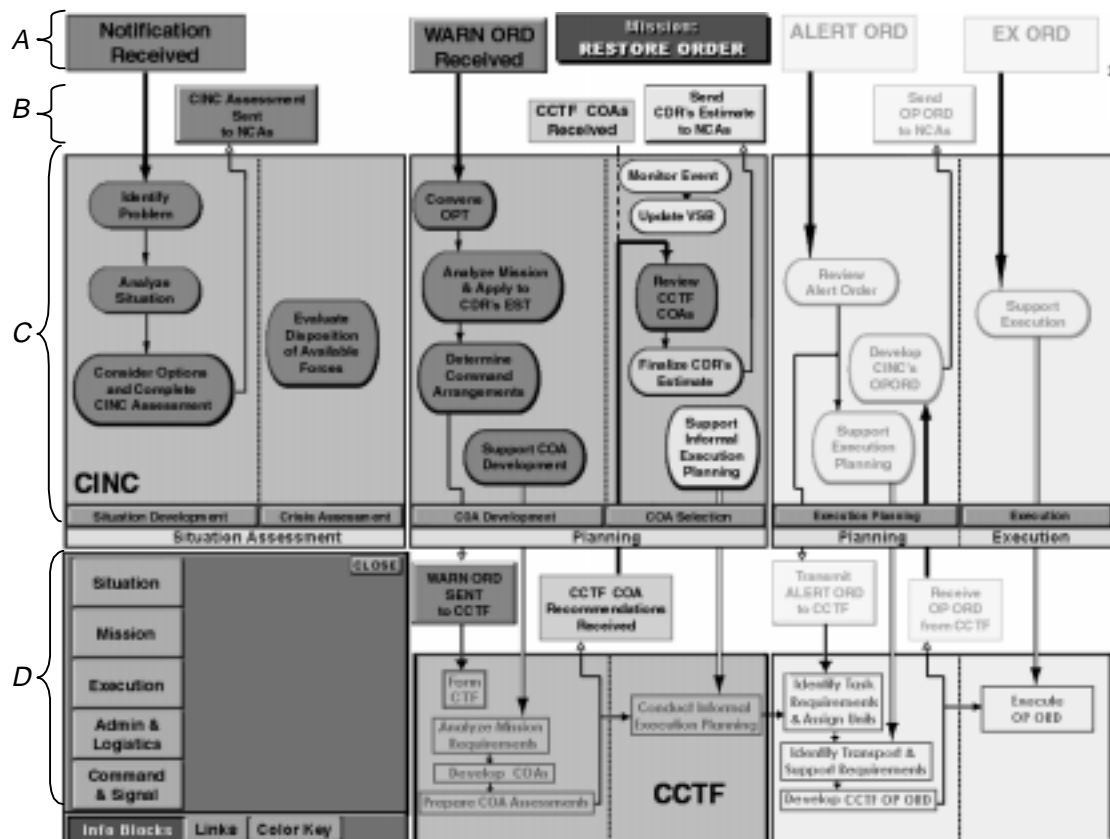 A
Notification
Received
WARN ORD
Received
Mission:
RESTORE ORDER
ALERT ORD
EX ORD
B
CINC Assessment
Sent
to NCAs
CCTF COAs
Received
Send
CDR's Estimate
to NCAs
Send
OP ORD
to NCAs
C
Identify
Problem
Analyze
Situation
Consider Options
and Complete
CINC Assessment
Evaluate
Disposition
of Available
Forces
CINC
Convene
OPT
Analyze Mission
& Apply to
CDR's EST
Determine
Command
Arrangements
Support COA
Development
Monitor Event
Update VSB
Review
CCTF
COAs
Finalize CDR's
Estimate
Support
Informal
Execution
Planning
Review
Alert Order
Develop
CINC's
OPORD
Support
Execution
Planning
Support
Execution
Situation Development
Crisis Assessment
COA Development
COA Selection
Execution Planning
Execution
Situation Assessment
Planning
Planning
Execution
D
CLOSE
Situation
Mission
Execution
Admin &
Logistics
Command
& Signal
Info Blocks
Links
Color Key
WARN ORD
SENT
to CCTF
CCTF COA
Recommendations
Received
Transmit
ALERT ORD
to CCTF
Receive
OP ORD
from CCTF
Form
CTF
Analyze Mission
Requirements
Develop COAs
Prepare COA Assessments
Conduct Informal
Execution Planning
CCTF
Identify Task
Requirements
& Assign Units
Identify Transport &
Support Requirements
Develop CCTF OP ORD
Execute
OP ORD